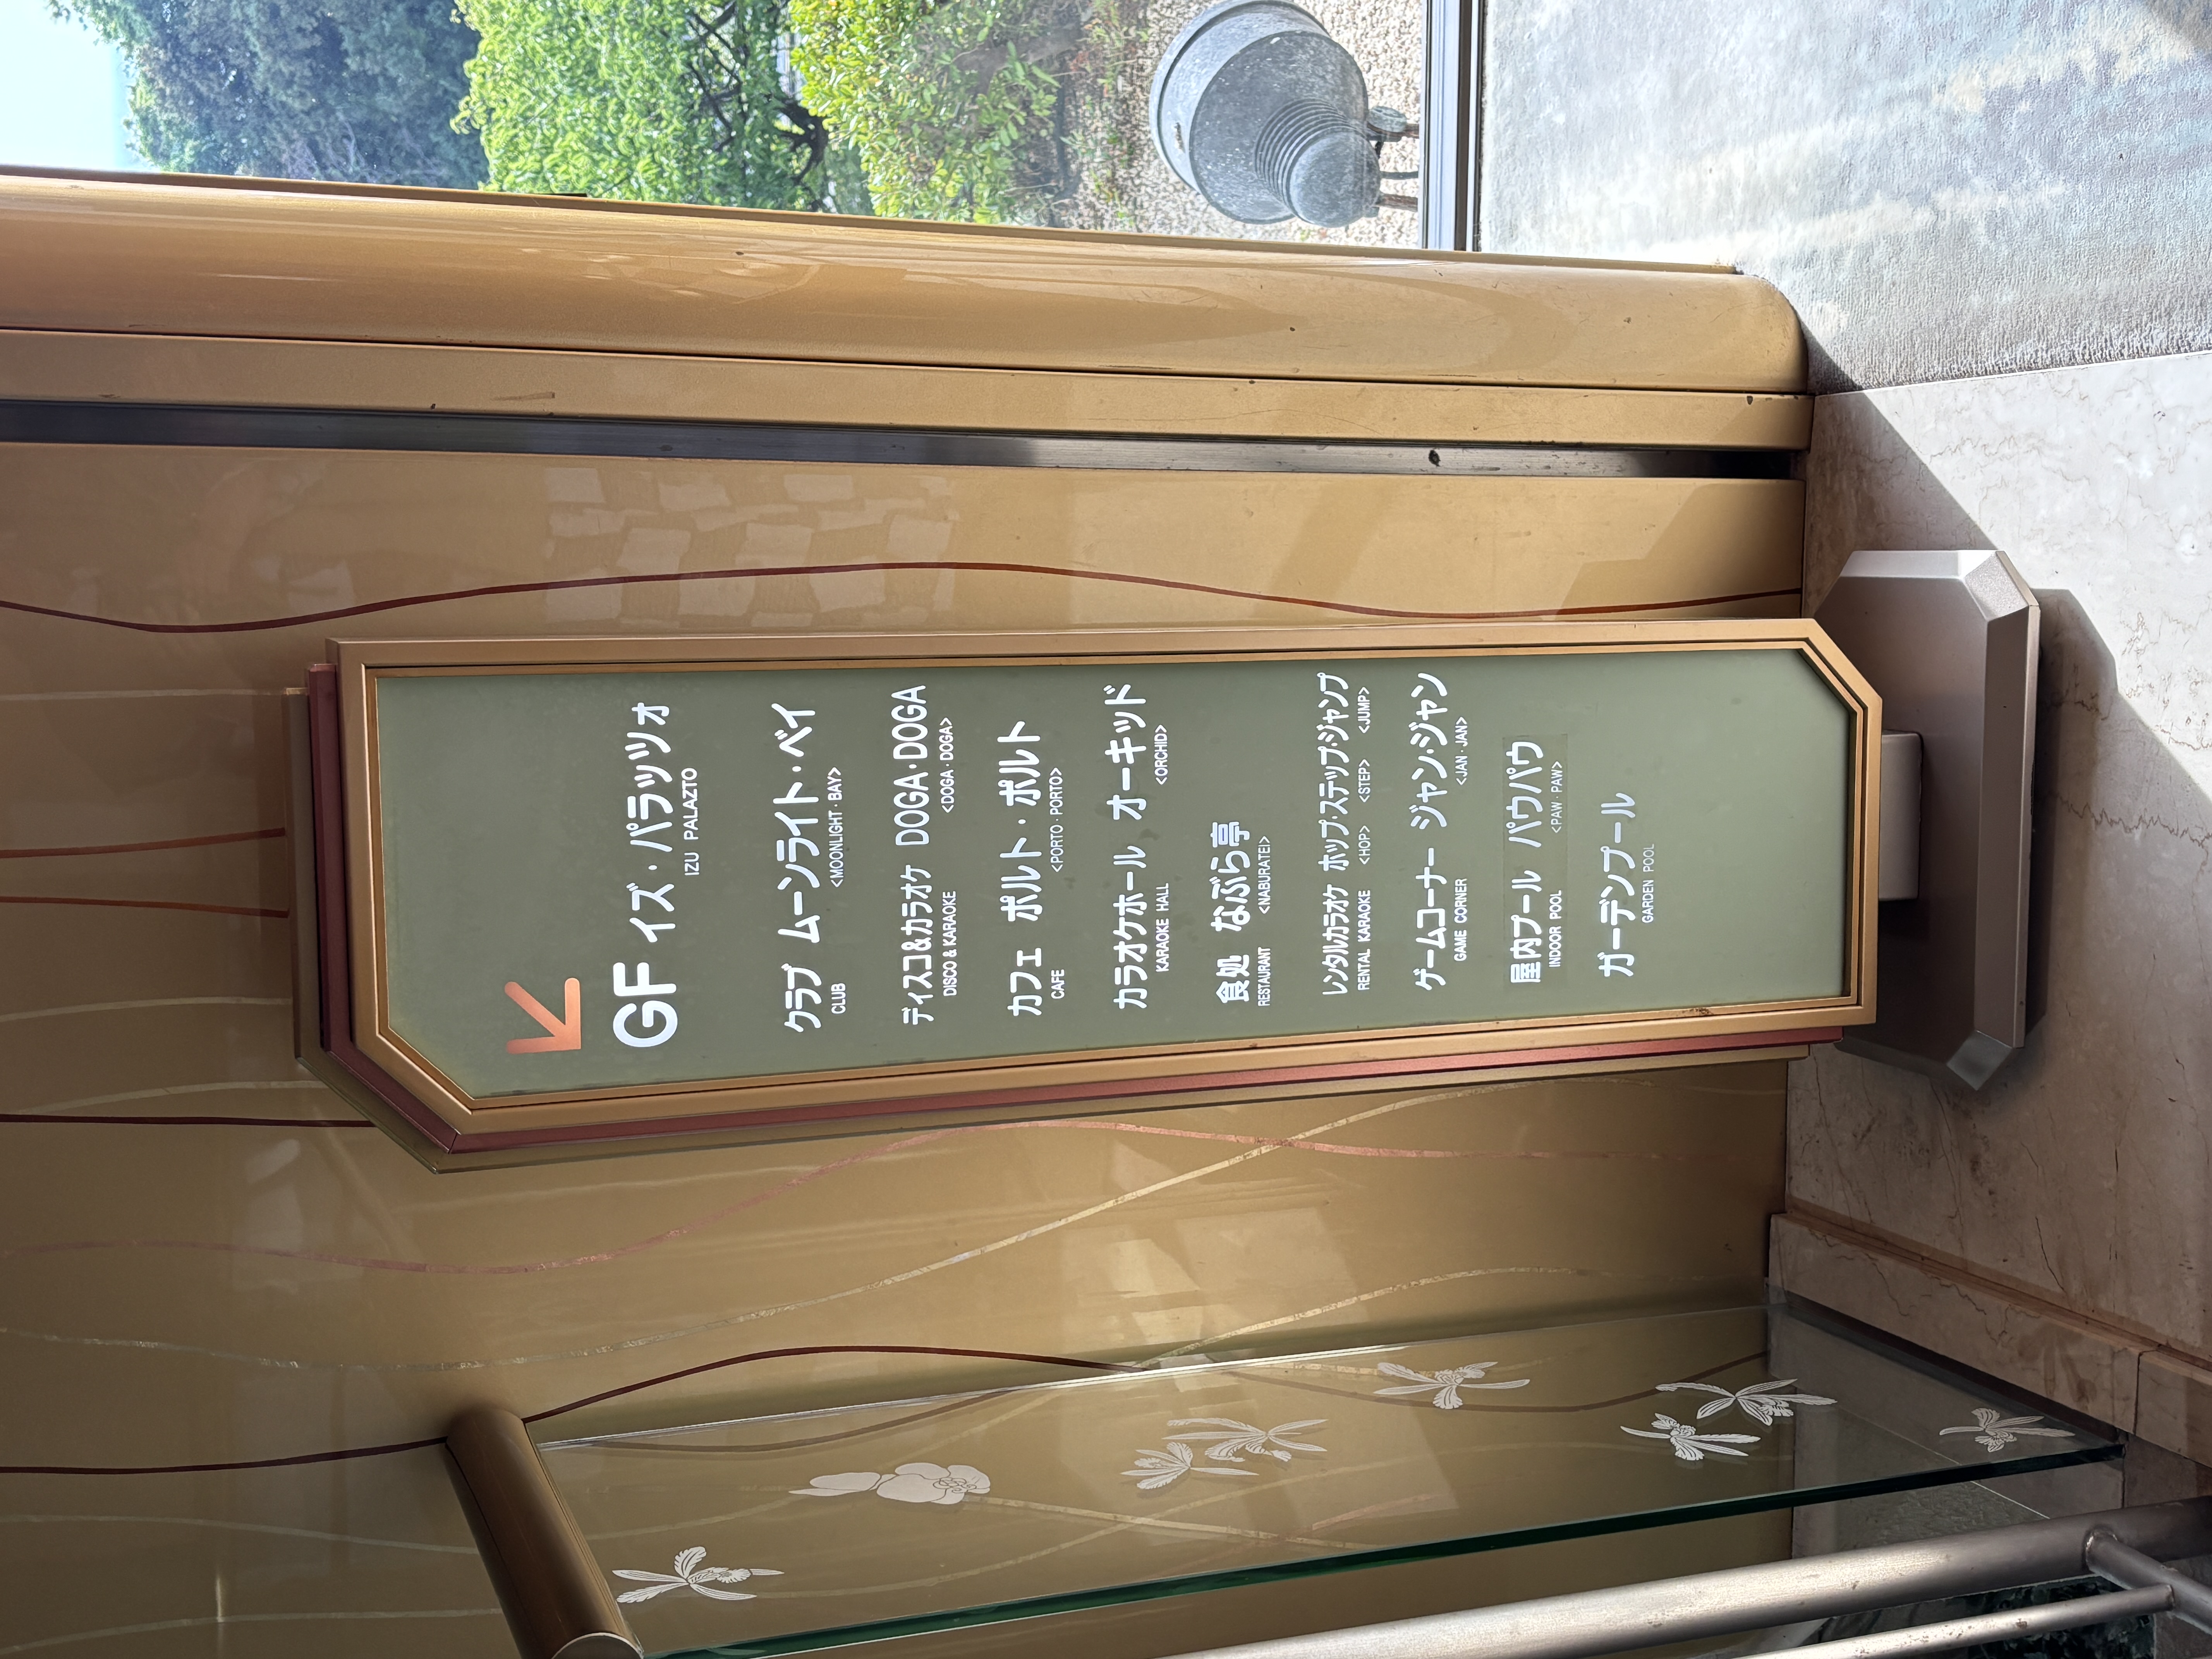 GF イズ・パラッツォ
IZU PALAZTO
クラブ ムーンライト・ベイ
CLUB <MOONLIGHT・BAY>
ディスコ&カラオケ DOGA・DOGA
DISCO & KARAOKE <DOGA・DOGA>
カフェ ポルト・ポルト
CAFE <PORTO・PORTO>
カラオケホール オーキッド
KARAOKE HALL <ORCHID>
食処 なぶら亭
RESTAURANT <NABURATEI>
レンタルカラオケ ホップ・ステップ・ジャンプ
RENTAL KARAOKE <HOP> <STEP> <JUMP>
ゲームコーナー ジャン・ジャン
GAME CORNER <JAN・JAN>
屋内プール パウパウ
INDOOR POOL <PAW・PAW>
ガーデンプール
GARDEN POOL